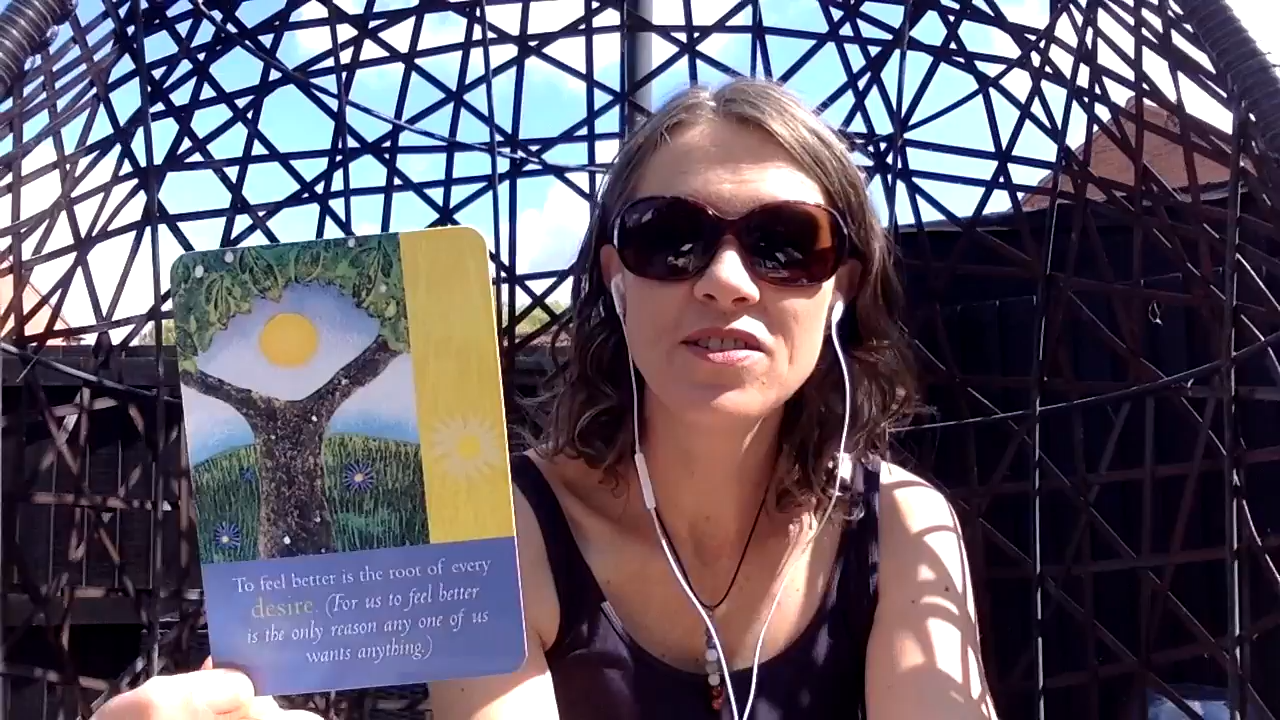 To feel better is the root of every
desire. (For us to feel better
is the only reason any one of us
wants anything.)